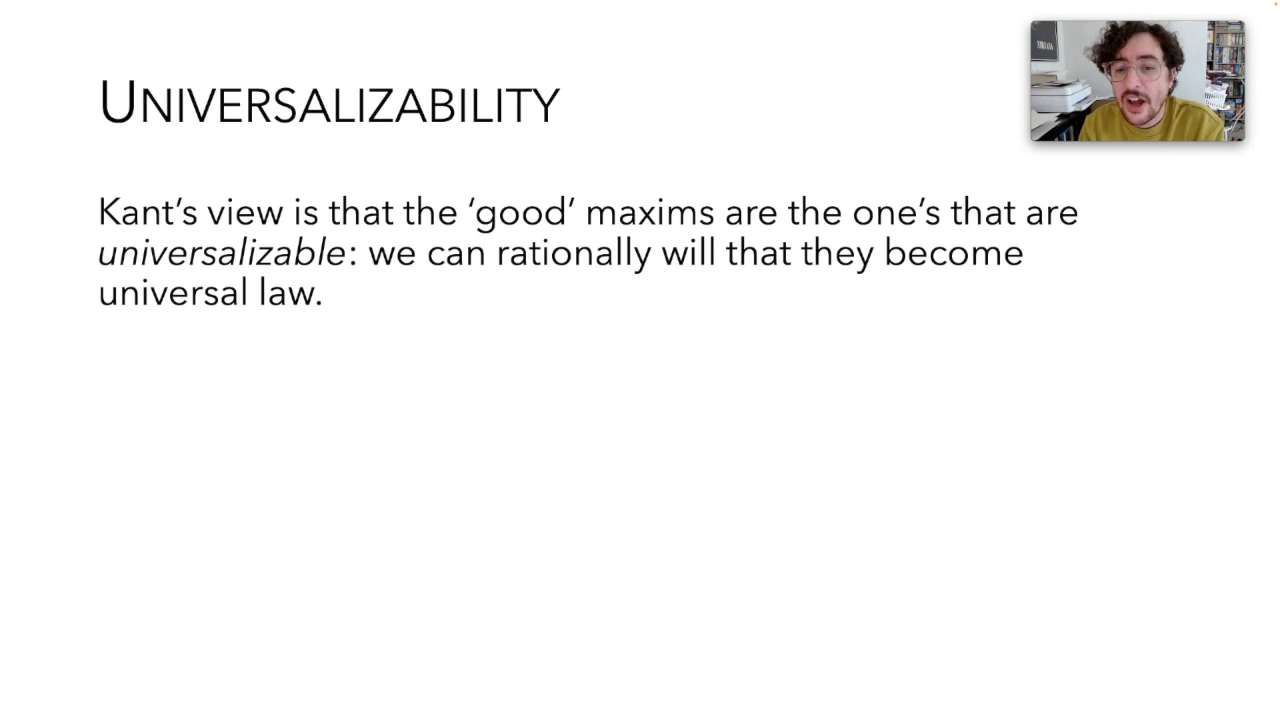 UNIVERSALIZABILITY
Kant’s view is that the ‘good’ maxims are the one’s that are
universalizable: we can rationally will that they become
universal law.